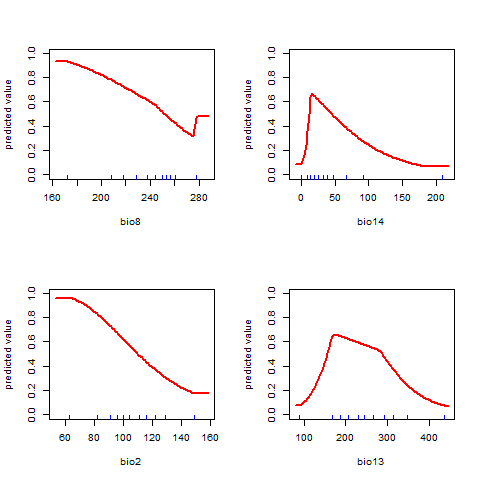 predicted value
0.0 0.2 0.4 0.6 0.8 1.0
160 200 240 280
bio8
predicted value
0.0 0.2 0.4 0.6 0.8 1.0
0 50 100 150 200
bio14
predicted value
0.0 0.2 0.4 0.6 0.8 1.0
60 80 100 120 140 160
bio2
predicted value
0.0 0.2 0.4 0.6 0.8 1.0
100 200 300 400
bio13